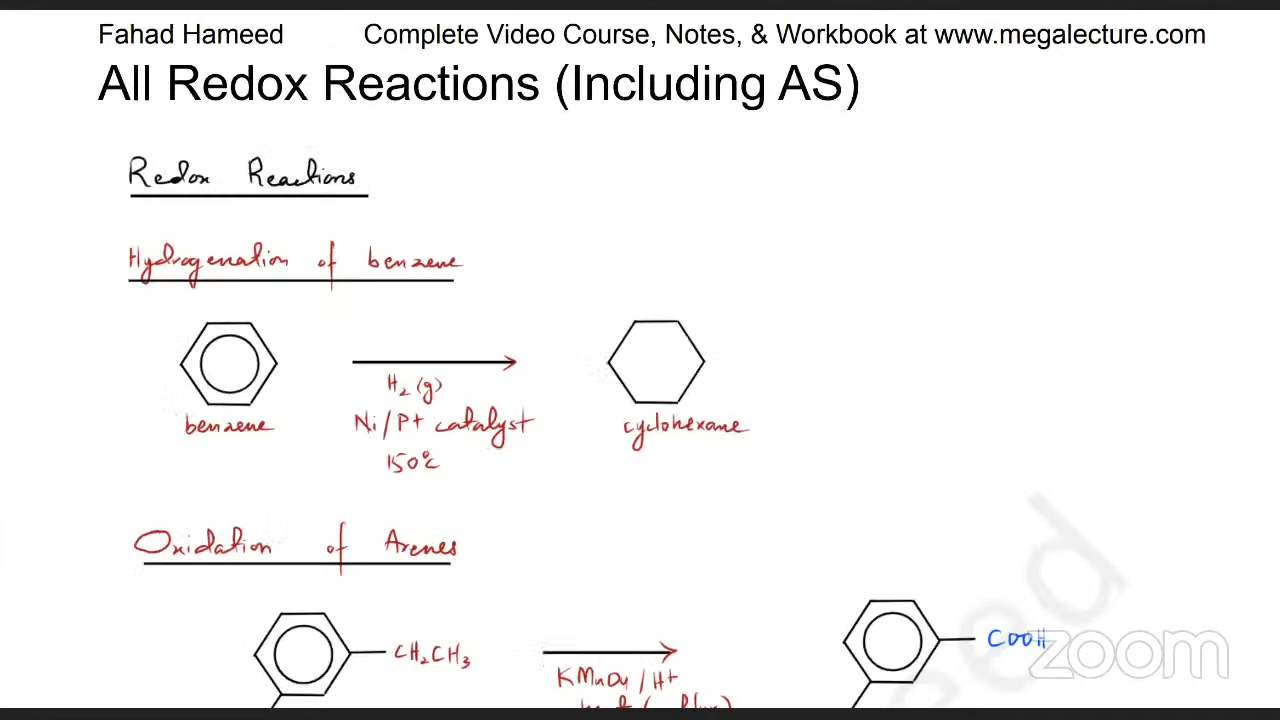 Fahad Hameed Complete Video Course, Notes, & Workbook at www.megalecture.com
All Redox Reactions (Including AS)
Redox Reactions
Hydrogenation of benzene
H₂(g)
benzene Ni/Pt catalyst cyclohexane
150°C
Oxidation of Arenes
CH₂CH₃ COOH
KMnO₄/H⁺
zoom